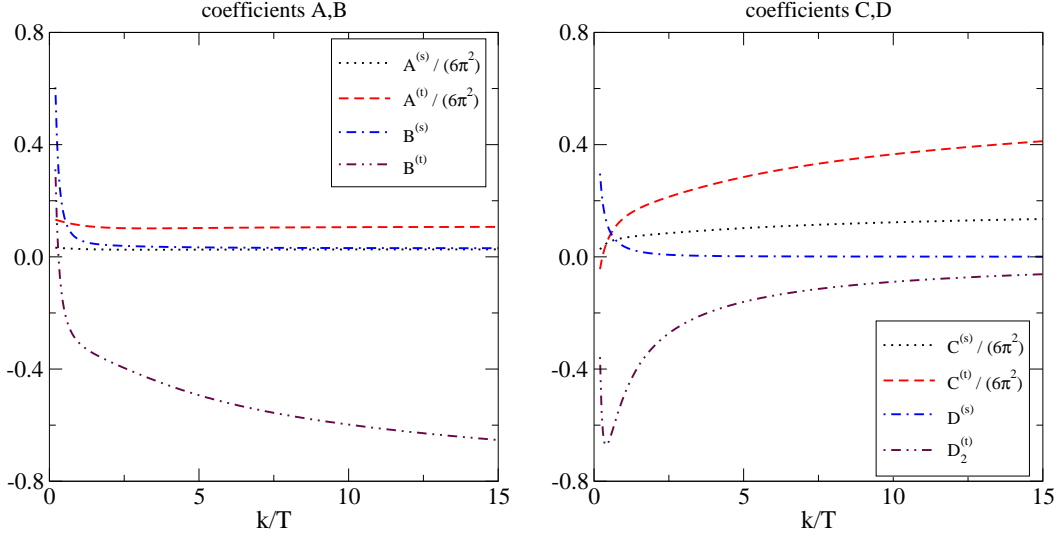 coefficients A,B
0.8
0.4
0.0
-0.4
-0.8
0
5
10
15
k/T
A^(s) / (6π^2)
A^(t) / (6π^2)
B^(s)
B^(t)
coefficients C,D
0.8
0.4
0.0
-0.4
-0.8
0
5
10
15
k/T
C^(s) / (6π^2)
C^(t) / (6π^2)
D^(s)
D_2^(t)